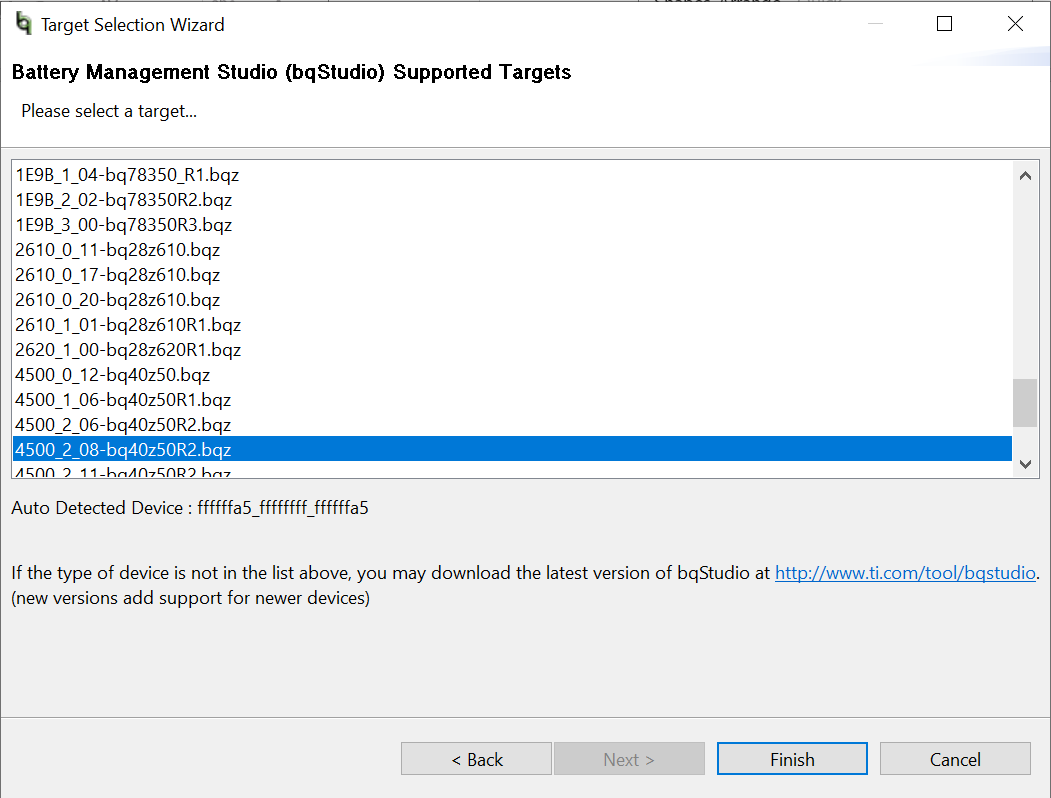 Target Selection Wizard
Battery Management Studio (bqStudio) Supported Targets
Please select a target...
1E9B_1_04-bq78350_R1.bqz
1E9B_2_02-bq78350R2.bqz
1E9B_3_00-bq78350R3.bqz
2610_0_11-bq28z610.bqz
2610_0_17-bq28z610.bqz
2610_0_20-bq28z610.bqz
2610_1_01-bq28z610R1.bqz
2620_1_00-bq28z620R1.bqz
4500_0_12-bq40z50.bqz
4500_1_06-bq40z50R1.bqz
4500_2_06-bq40z50R2.bqz
4500_2_08-bq40z50R2.bqz
4500_2_11-bq40z50R2.bqz
Auto Detected Device : ffffffa5_ffffffff_ffffffa5
If the type of device is not in the list above, you may download the latest version of bqStudio at http://www.ti.com/tool/bqstudio.
(new versions add support for newer devices)
< Back
Next >
Finish
Cancel